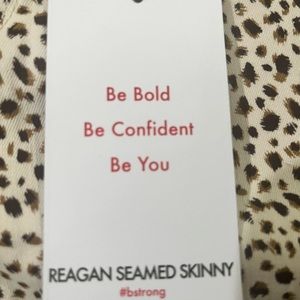 Be Bold
Be Confident
Be You
REAGAN SEAMED SKINNY
#bstrong